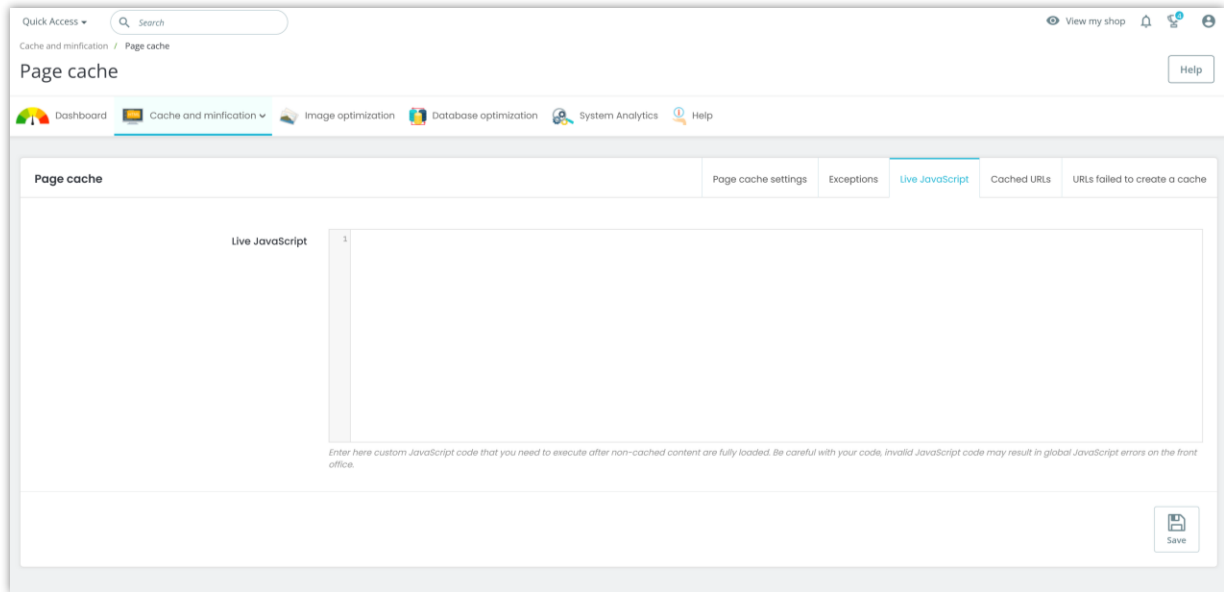 Quick Access
Search
View my shop
4
Cache and minfication / Page cache
Page cache
Help
Dashboard
Cache and minfication
Image optimization
Database optimization
System Analytics
Help
Page cache
Page cache settings
Exceptions
Live JavaScript
Cached URLs
URLs failed to create a cache
Live JavaScript
1
Enter here custom JavaScript code that you need to execute after non-cached content are fully loaded. Be careful with your code, invalid JavaScript code may result in global JavaScript errors on the front
office.
Save